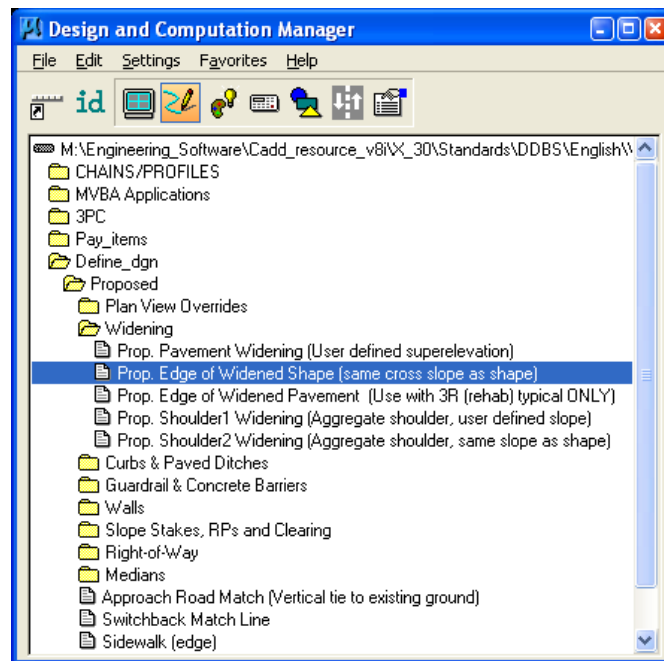 Design and Computation Manager
File Edit Settings Favorites Help
id
M:\Engineering_Software\Cadd_resource_v8i\X_30\Standards\DDBS\English\\
CHAINS/PROFILES
MVBA Applications
3PC
Pay_items
Define_dgn
Proposed
Plan View Overrides
Widening
Prop. Pavement Widening (User defined superelevation)
Prop. Edge of Widened Shape (same cross slope as shape)
Prop. Edge of Widened Pavement  (Use with 3R (rehab) typical ONLY)
Prop. Shoulder1 Widening (Aggregate shoulder, user defined slope)
Prop. Shoulder2 Widening (Aggregate shoulder, same slope as shape)
Curbs & Paved Ditches
Guardrail & Concrete Barriers
Walls
Slope Stakes, RPs and Clearing
Right-of-Way
Medians
Approach Road Match (Vertical tie to existing ground)
Switchback Match Line
Sidewalk (edge)